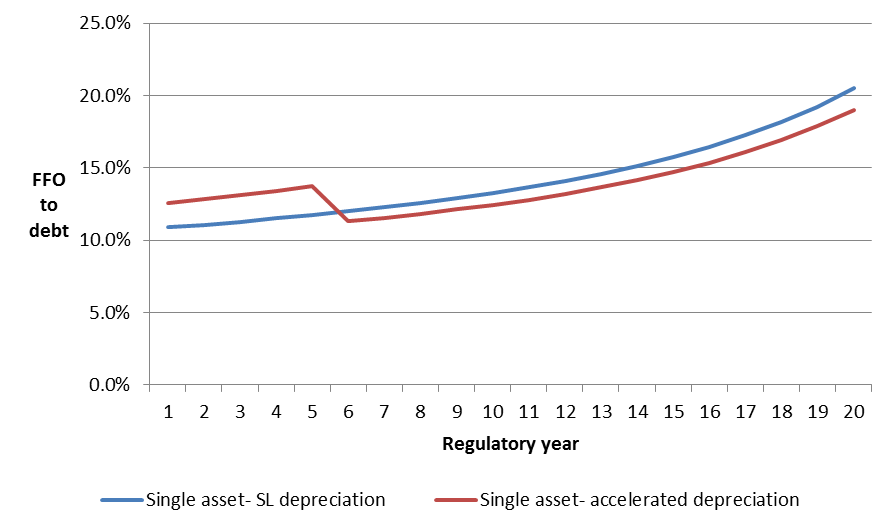 25.0%
20.0%
15.0%
10.0%
5.0%
0.0%
FFO
to
debt
1 2 3 4 5 6 7 8 9 10 11 12 13 14 15 16 17 18 19 20
Regulatory year
Single asset- SL depreciation Single asset- accelerated depreciation